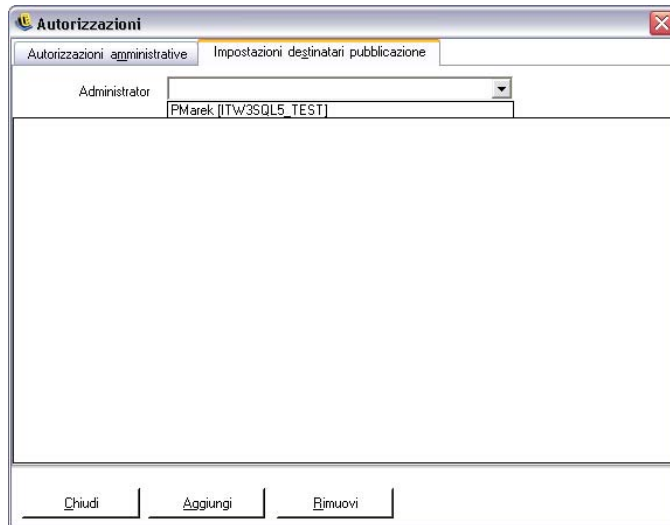 Autorizzazioni
Autorizzazioni amministrative
Impostazioni destinatari pubblicazione
Administrator
PMarek [ITW3SQL5_TEST]
Chiudi
Aggiungi
Rimuovi